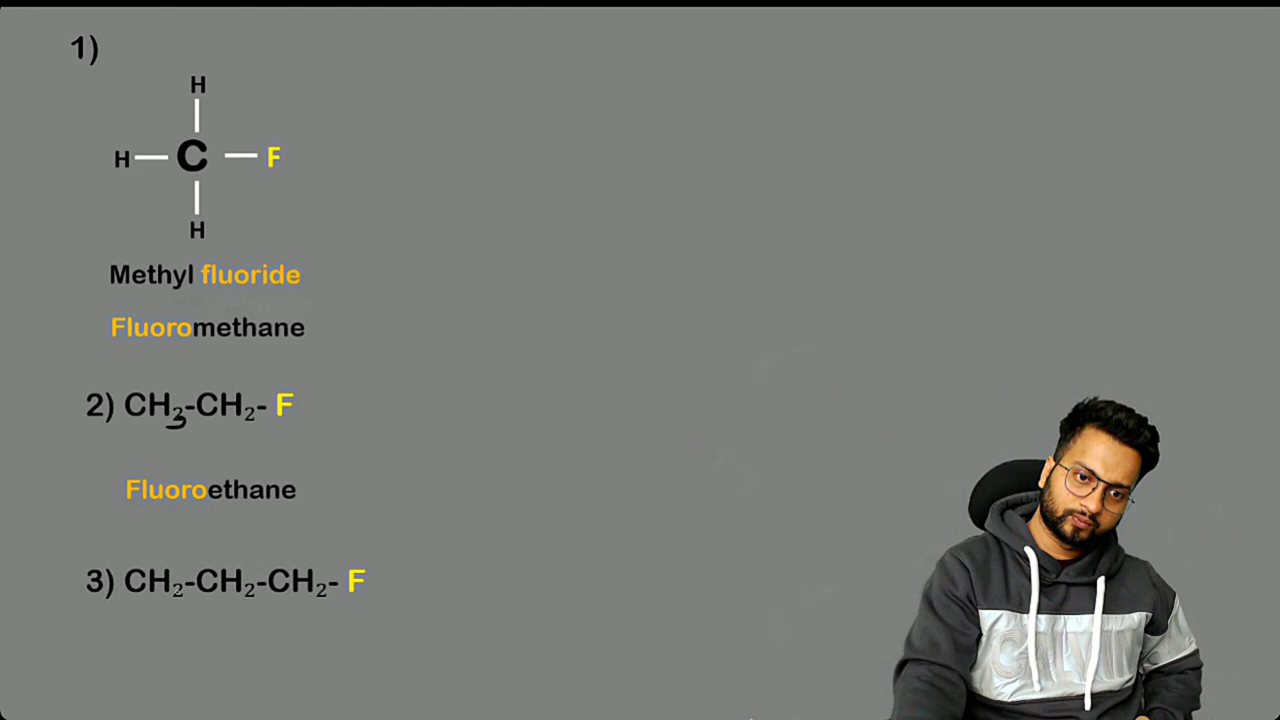 1)
H
H C F
H
Methyl fluoride
Fluoromethane
2) CH₃-CH₂- F
Fluoroethane
3) CH₂-CH₂-CH₂- F